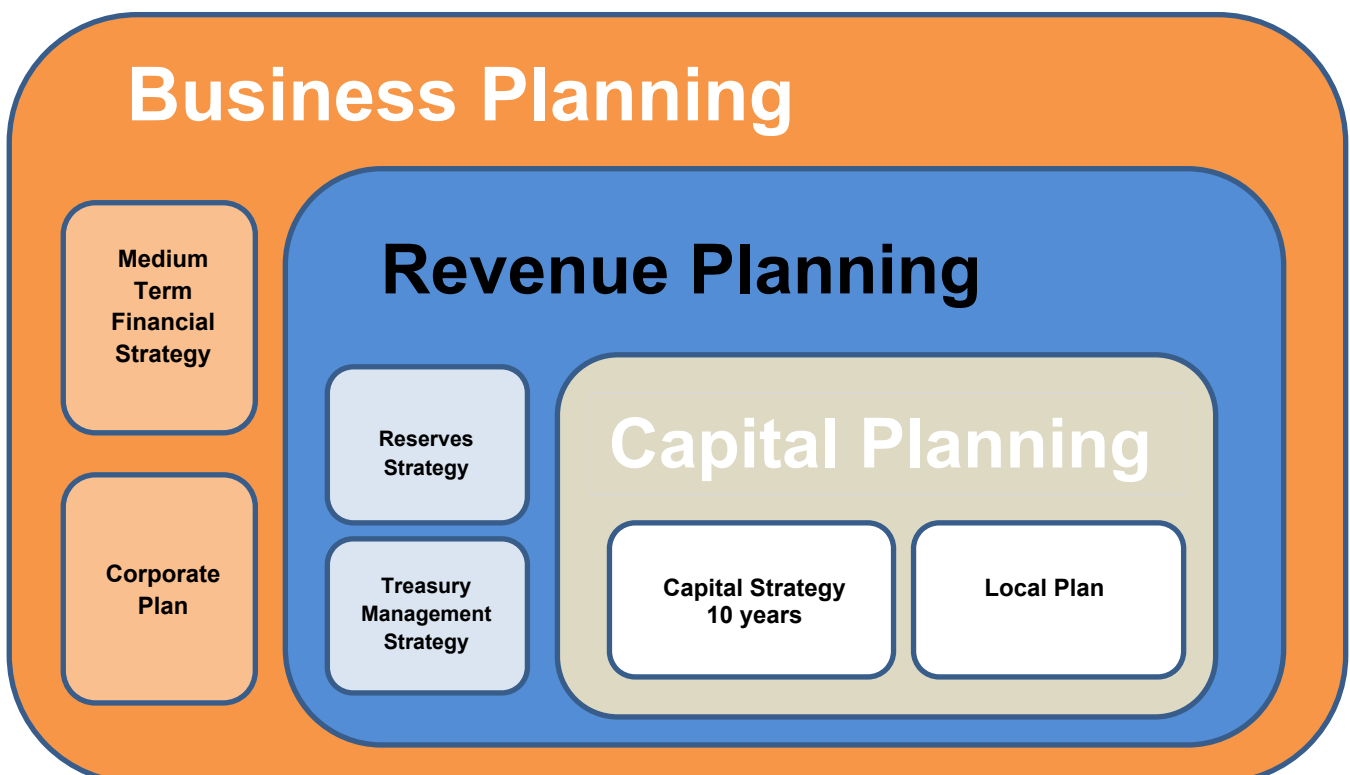 Business Planning
Medium
Term
Financial
Strategy
Revenue Planning
Reserves
Strategy
Capital Planning
Corporate
Plan
Treasury
Management
Strategy
Capital Strategy
10 years
Local Plan